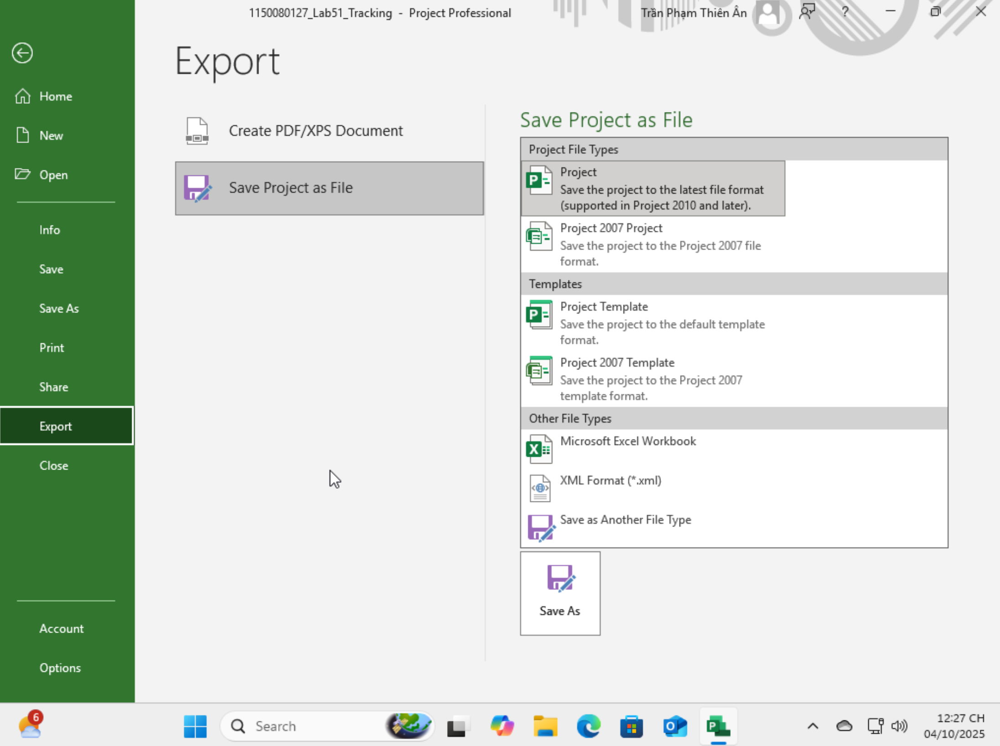 1150080127_Lab51_Tracking - Project Professional
Trần Phạm Thiên Ân
?
Export
Home
New
Open
Info
Save
Save As
Print
Share
Export
Close
Account
Options
Create PDF/XPS Document
Save Project as File
Save Project as File
Project File Types
Project
Save the project to the latest file format
(supported in Project 2010 and later).
Project 2007 Project
Save the project to the Project 2007 file
format.
Templates
Project Template
Save the project to the default template
format.
Project 2007 Template
Save the project to the Project 2007
template format.
Other File Types
Microsoft Excel Workbook
XML Format (*.xml)
Save as Another File Type
Save As
6
Search
12:27 CH
04/10/2025